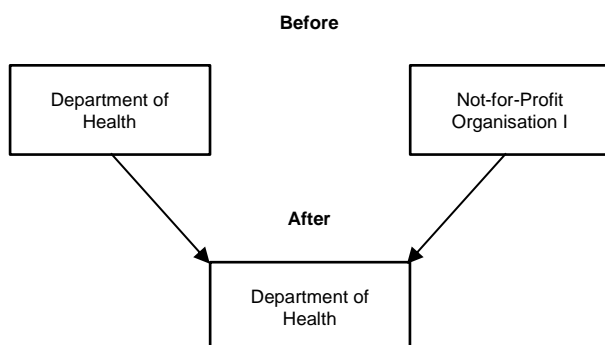 Before
Department of
Health
Not-for-Profit
Organisation I
After
Department of
Health